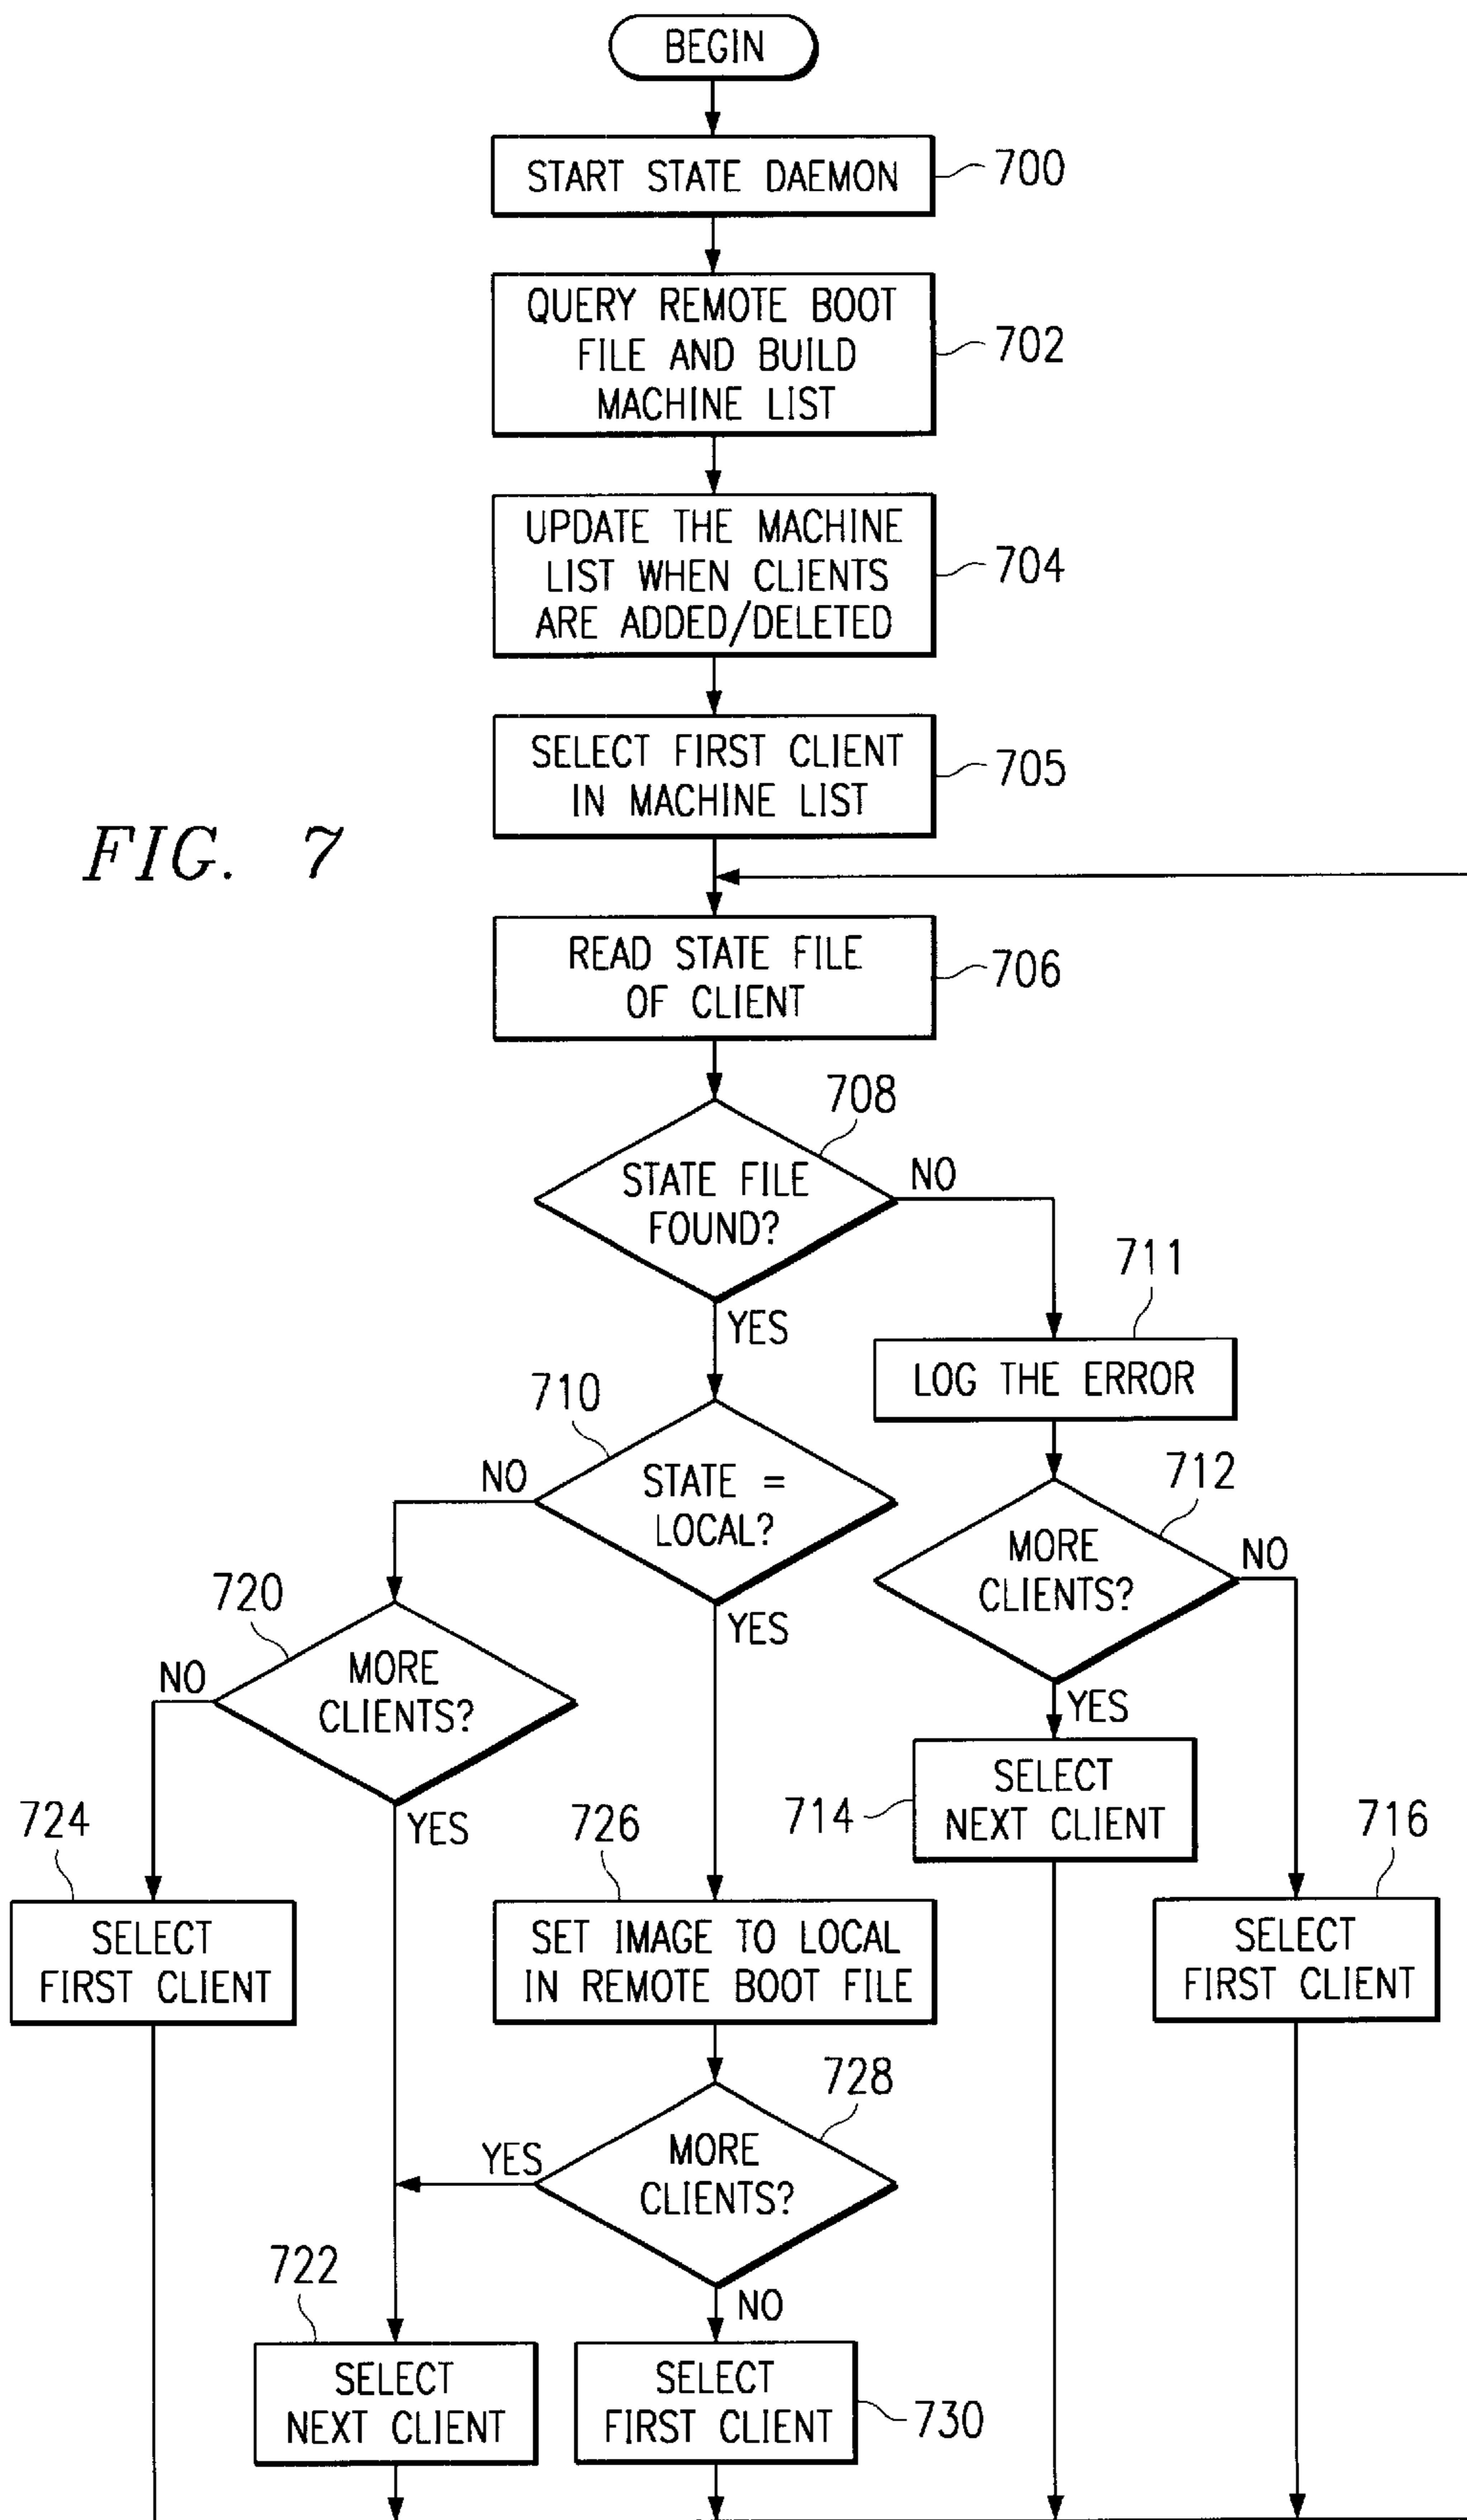 BEGIN
START STATE DAEMON
700
QUERY REMOTE BOOT
FILE AND BUILD
MACHINE LIST
702
UPDATE THE MACHINE
LIST WHEN CLIENTS
ARE ADDED/DELETED
704
SELECT FIRST CLIENT
IN MACHINE LIST
705
FIG. 7
READ STATE FILE
OF CLIENT
706
708
STATE FILE
FOUND?
NO
YES
711
LOG THE ERROR
710
STATE =
LOCAL?
NO
YES
712
MORE
CLIENTS?
NO
YES
720
MORE
CLIENTS?
NO
YES
714
SELECT
NEXT CLIENT
716
SELECT
FIRST CLIENT
724
SELECT
FIRST CLIENT
726
SET IMAGE TO LOCAL
IN REMOTE BOOT FILE
728
MORE
CLIENTS?
YES
NO
722
SELECT
NEXT CLIENT
SELECT
FIRST CLIENT
730